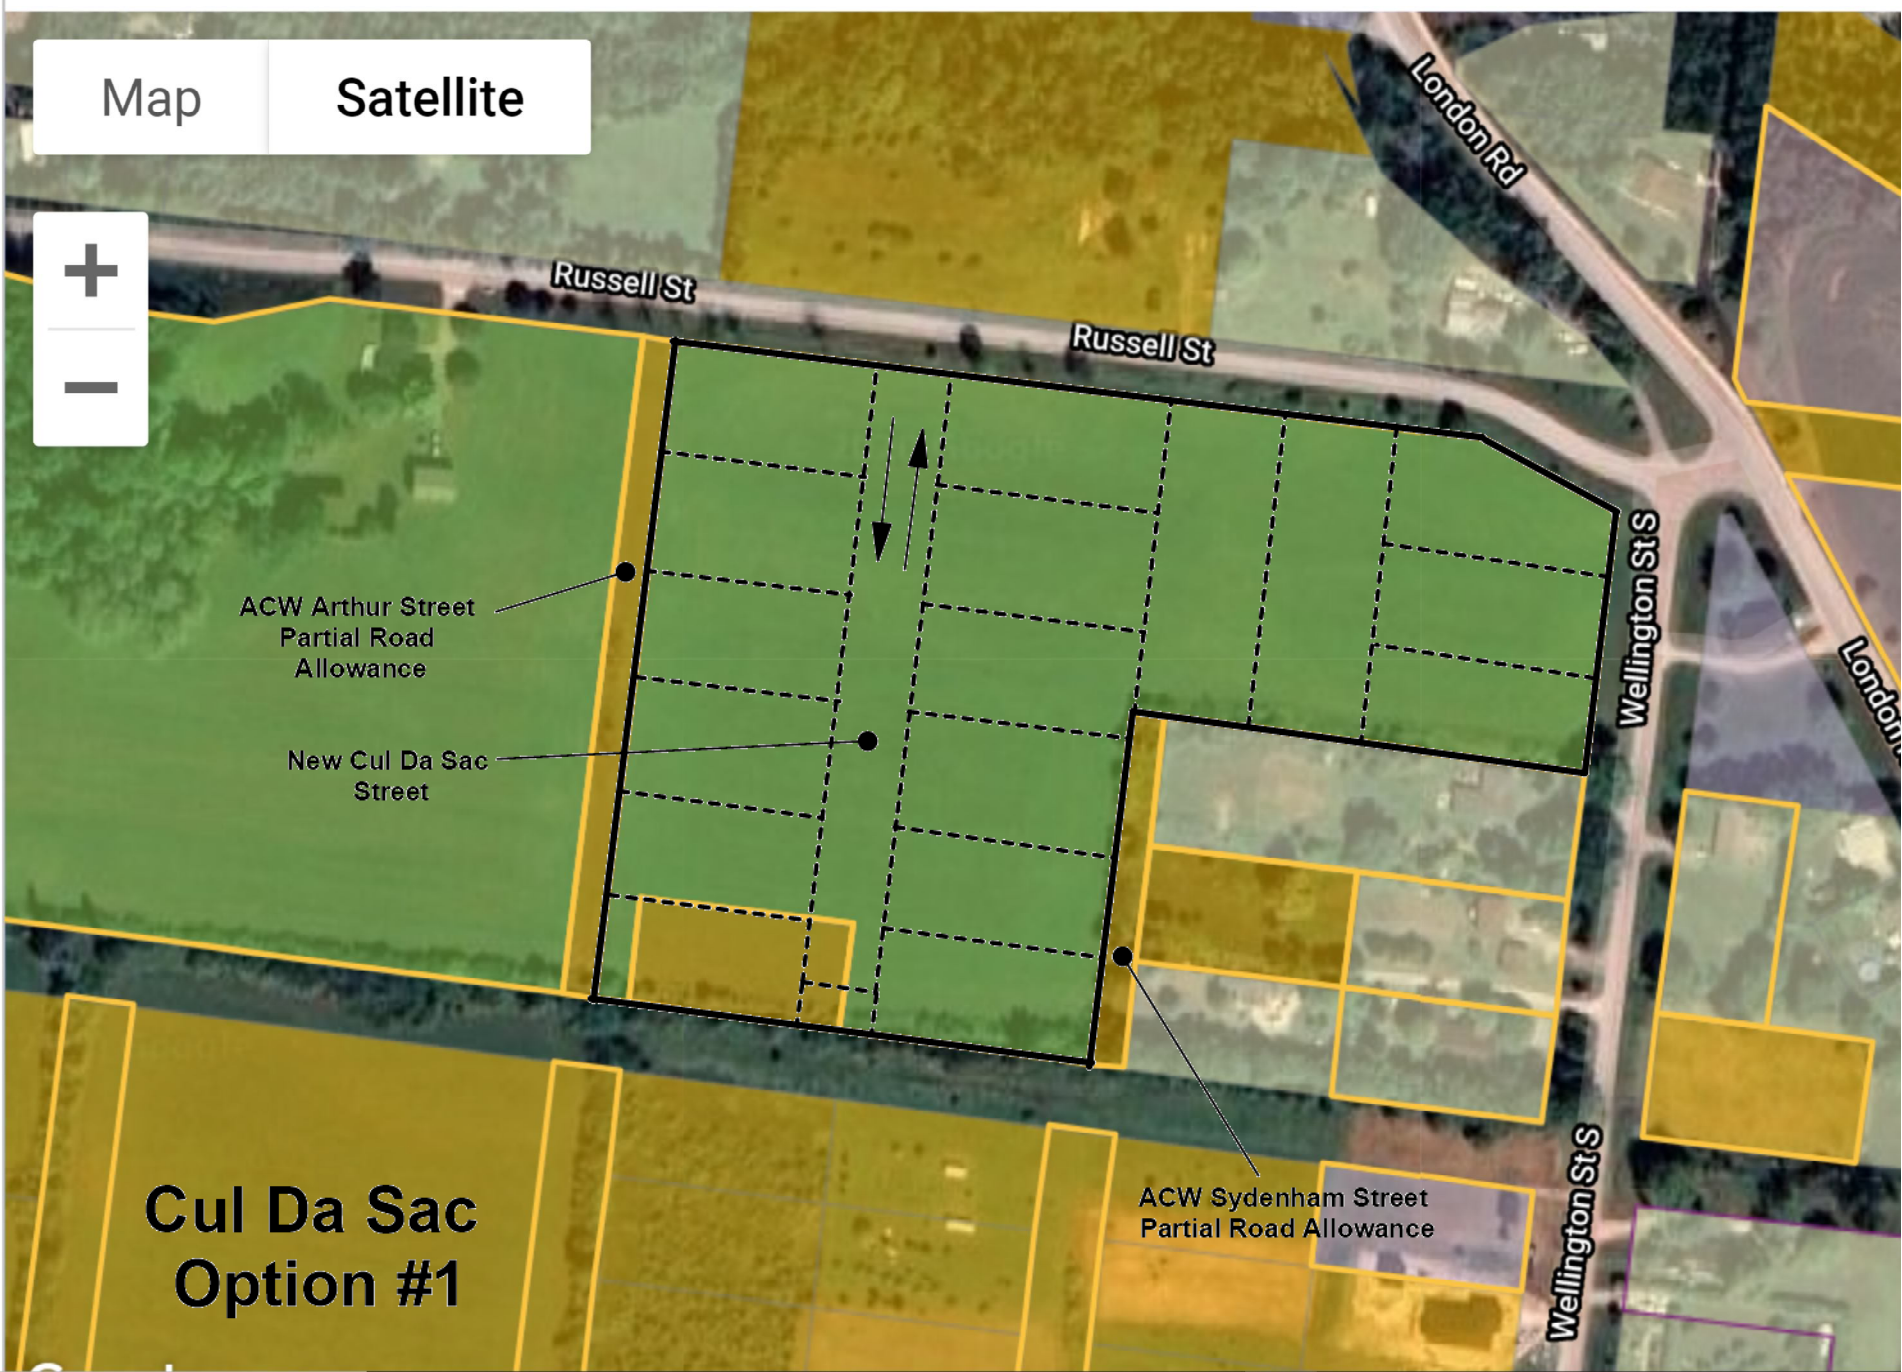 Map
Satellite
London Rd
+
−
Russell St
Russell St
Wellington St S
ACW Arthur Street
Partial Road
Allowance
London
New Cul Da Sac
Street
Cul Da Sac
Option #1
ACW Sydenham Street
Partial Road Allowance
Wellington St S